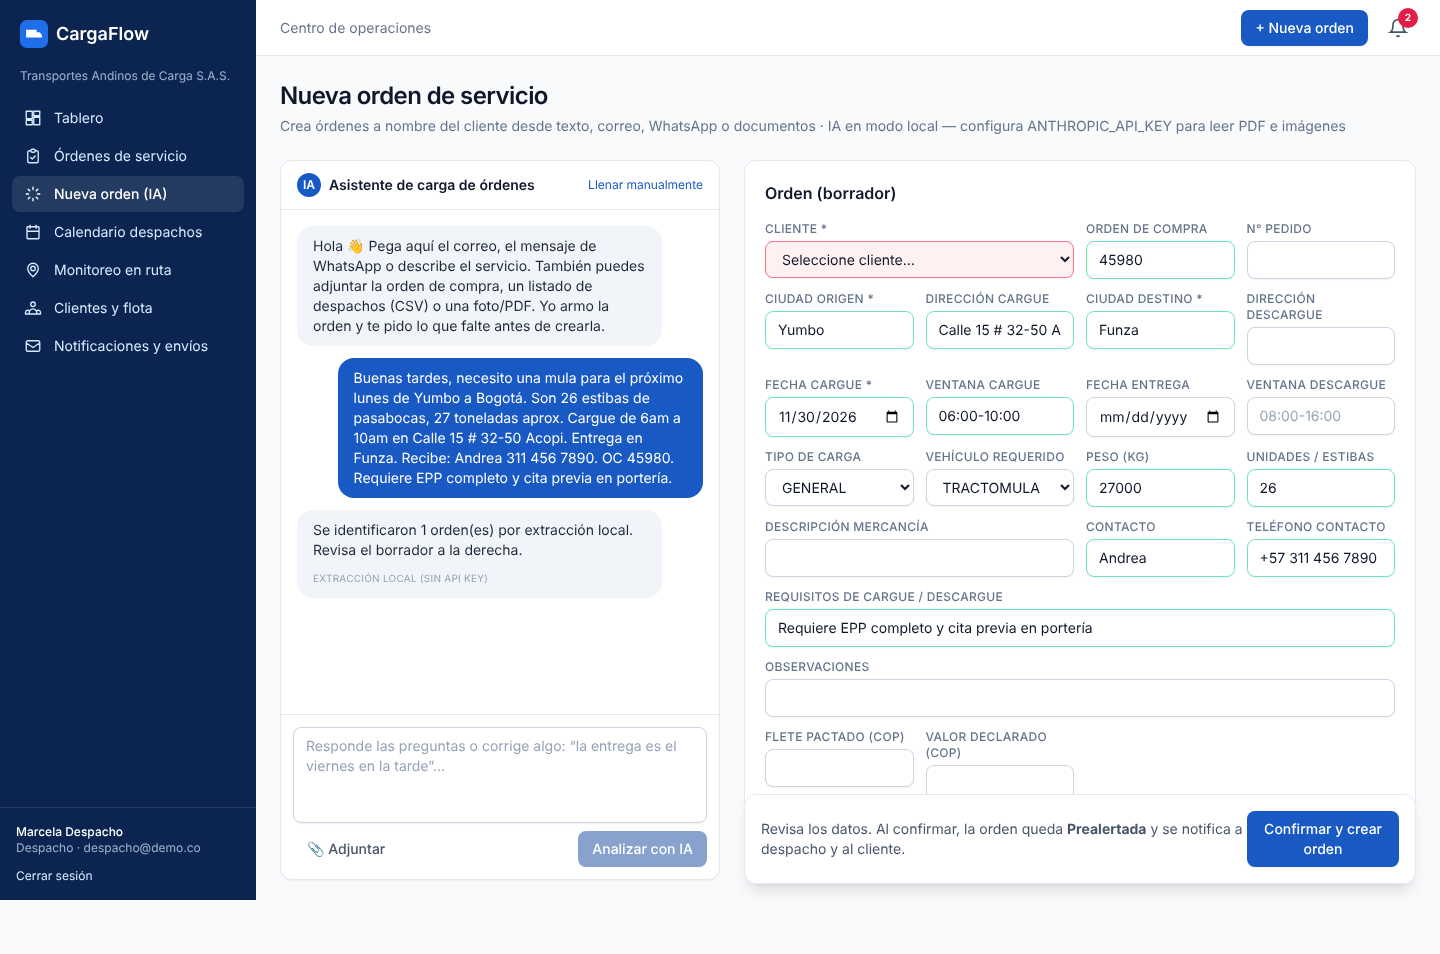 CargaFlow
Transportes Andinos de Carga S.A.S.
Tablero
Órdenes de servicio
Nueva orden (IA)
Calendario despachos
Monitoreo en ruta
Clientes y flota
Notificaciones y envíos
Marcela Despacho
Despacho · despacho@demo.co
Cerrar sesión
Centro de operaciones
+ Nueva orden
2
Nueva orden de servicio
Crea órdenes a nombre del cliente desde texto, correo, WhatsApp o documentos · IA en modo local — configura ANTHROPIC_API_KEY para leer PDF e imágenes
IA Asistente de carga de órdenes
Llenar manualmente
Hola 👋 Pega aquí el correo, el mensaje de
WhatsApp o describe el servicio. También puedes
adjuntar la orden de compra, un listado de
despachos (CSV) o una foto/PDF. Yo armo la
orden y te pido lo que falte antes de crearla.
Buenas tardes, necesito una mula para el próximo
lunes de Yumbo a Bogotá. Son 26 estibas de
pasabocas, 27 toneladas aprox. Cargue de 6am a
10am en Calle 15 # 32-50 Acopi. Entrega en
Funza. Recibe: Andrea 311 456 7890. OC 45980.
Requiere EPP completo y cita previa en portería.
Se identificaron 1 orden(es) por extracción local.
Revisa el borrador a la derecha.
EXTRACCIÓN LOCAL (SIN API KEY)
Responde las preguntas o corrige algo: “la entrega es el
viernes en la tarde”...
📎 Adjuntar
Analizar con IA
Orden (borrador)
CLIENTE *
ORDEN DE COMPRA
N° PEDIDO
Seleccione cliente...
45980
CIUDAD ORIGEN *
DIRECCIÓN CARGUE
CIUDAD DESTINO *
DIRECCIÓN
DESCARGUE
Yumbo
Calle 15 # 32-50 A
Funza
FECHA CARGUE *
VENTANA CARGUE
FECHA ENTREGA
VENTANA DESCARGUE
11/30/2026
06:00-10:00
mm/dd/yyyy
08:00-16:00
TIPO DE CARGA
VEHÍCULO REQUERIDO
PESO (KG)
UNIDADES / ESTIBAS
GENERAL
TRACTOMULA
27000
26
DESCRIPCIÓN MERCANCÍA
CONTACTO
TELÉFONO CONTACTO
Andrea
+57 311 456 7890
REQUISITOS DE CARGUE / DESCARGUE
Requiere EPP completo y cita previa en portería
OBSERVACIONES
FLETE PACTADO (COP)
VALOR DECLARADO
(COP)
Revisa los datos. Al confirmar, la orden queda Prealertada y se notifica a
despacho y al cliente.
Confirmar y crear
orden